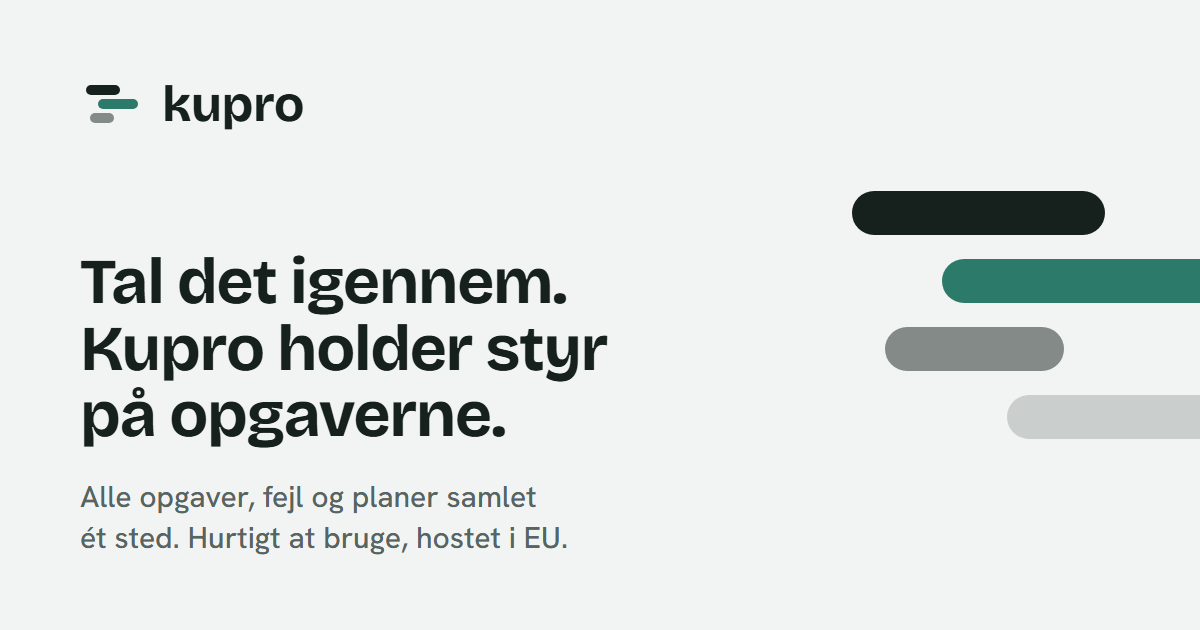 kupro
Tal det igennem.
Kupro holder styr
på opgaverne.
Alle opgaver, fejl og planer samlet
ét sted. Hurtigt at bruge, hostet i EU.